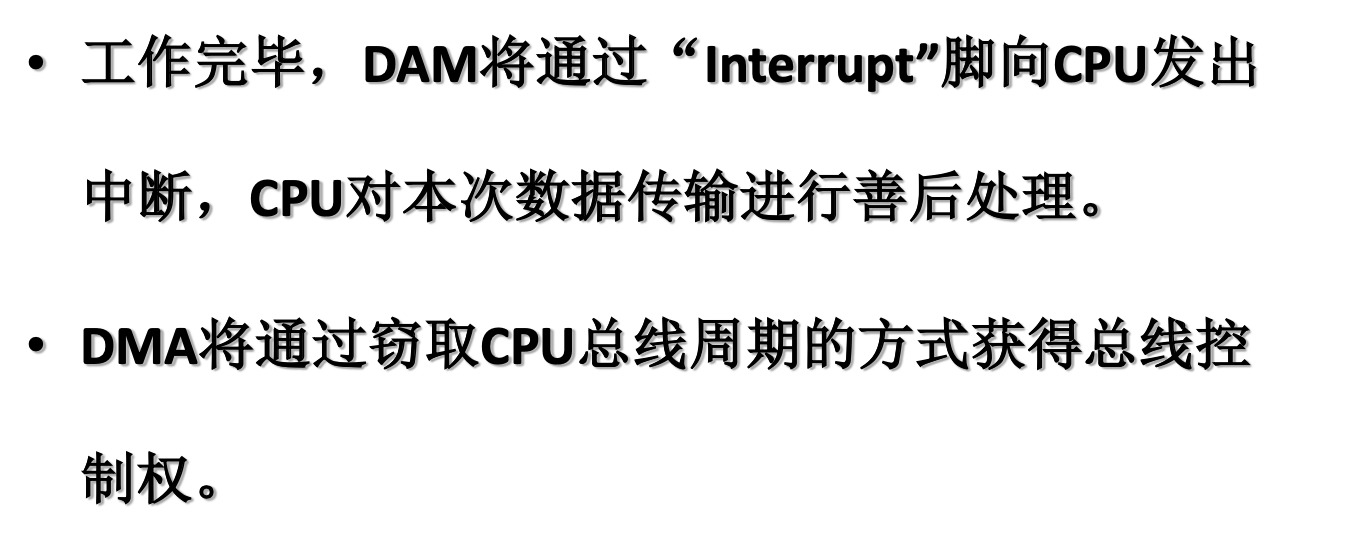 • 工作完毕，DAM将通过“Interrupt”脚向CPU发出
中断，CPU对本次数据传输进行善后处理。
• DMA将通过窃取CPU总线周期的方式获得总线控
制权。